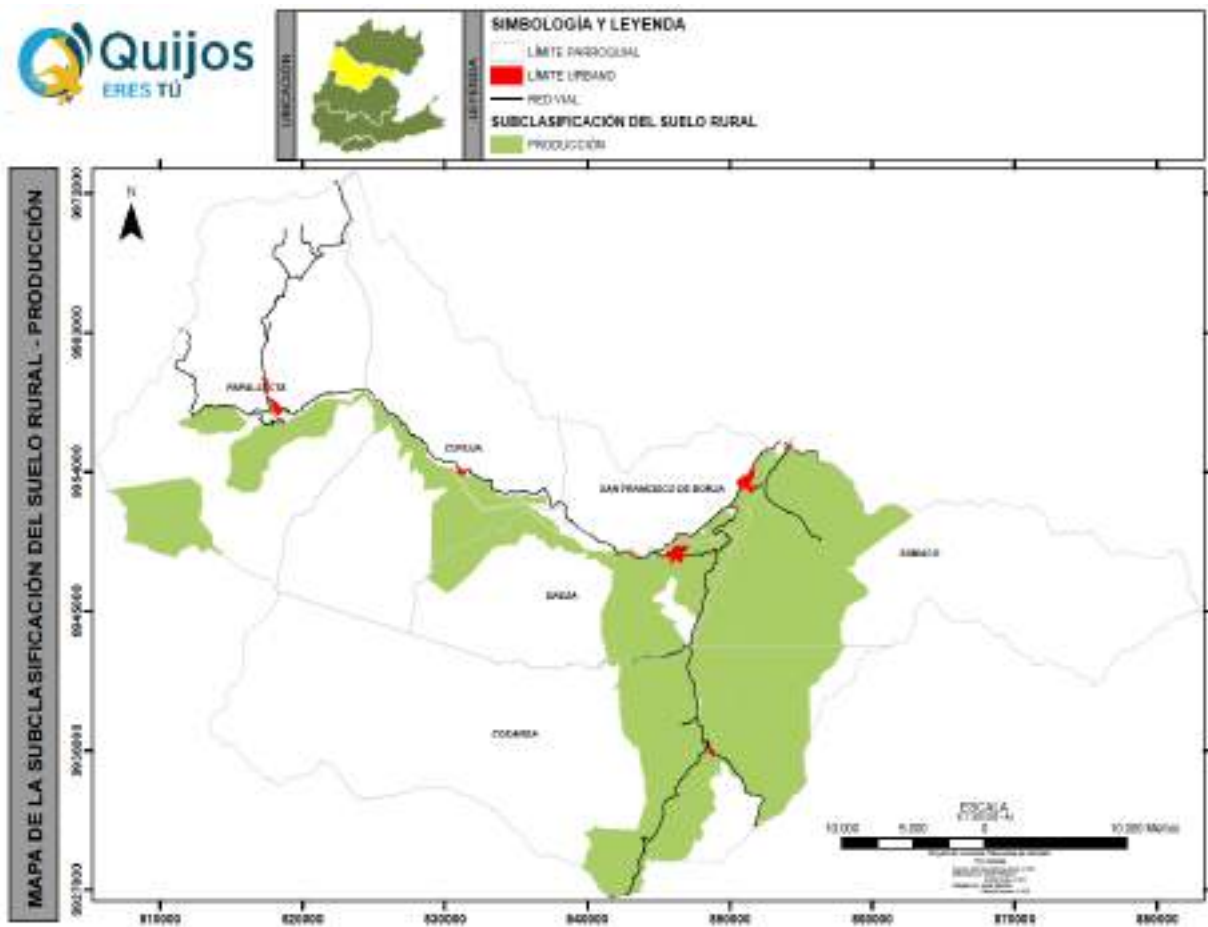 Quijos
ERES TÚ
UBICACIÓN
LEYENDA
SIMBOLOGÍA Y LEYENDA
LÍMITE PARROQUIAL
LÍMITE URBANO
RED VIAL
SUBCLASIFICACIÓN DEL SUELO RURAL
PRODUCCIÓN
MAPA DE LA SUBCLASIFICACIÓN DEL SUELO RURAL - PRODUCCIÓN
N
9972000
9963000
9954000
9945000
9936000
9927000
PAPALLACTA
CUYUJA
SAN FRANCISCO DE BORJA
SUMACO
BAEZA
COSANGA
ESCALA
10.000 5.000 0 10.000 Metros
810000 820000 830000 840000 850000 860000 870000 880000